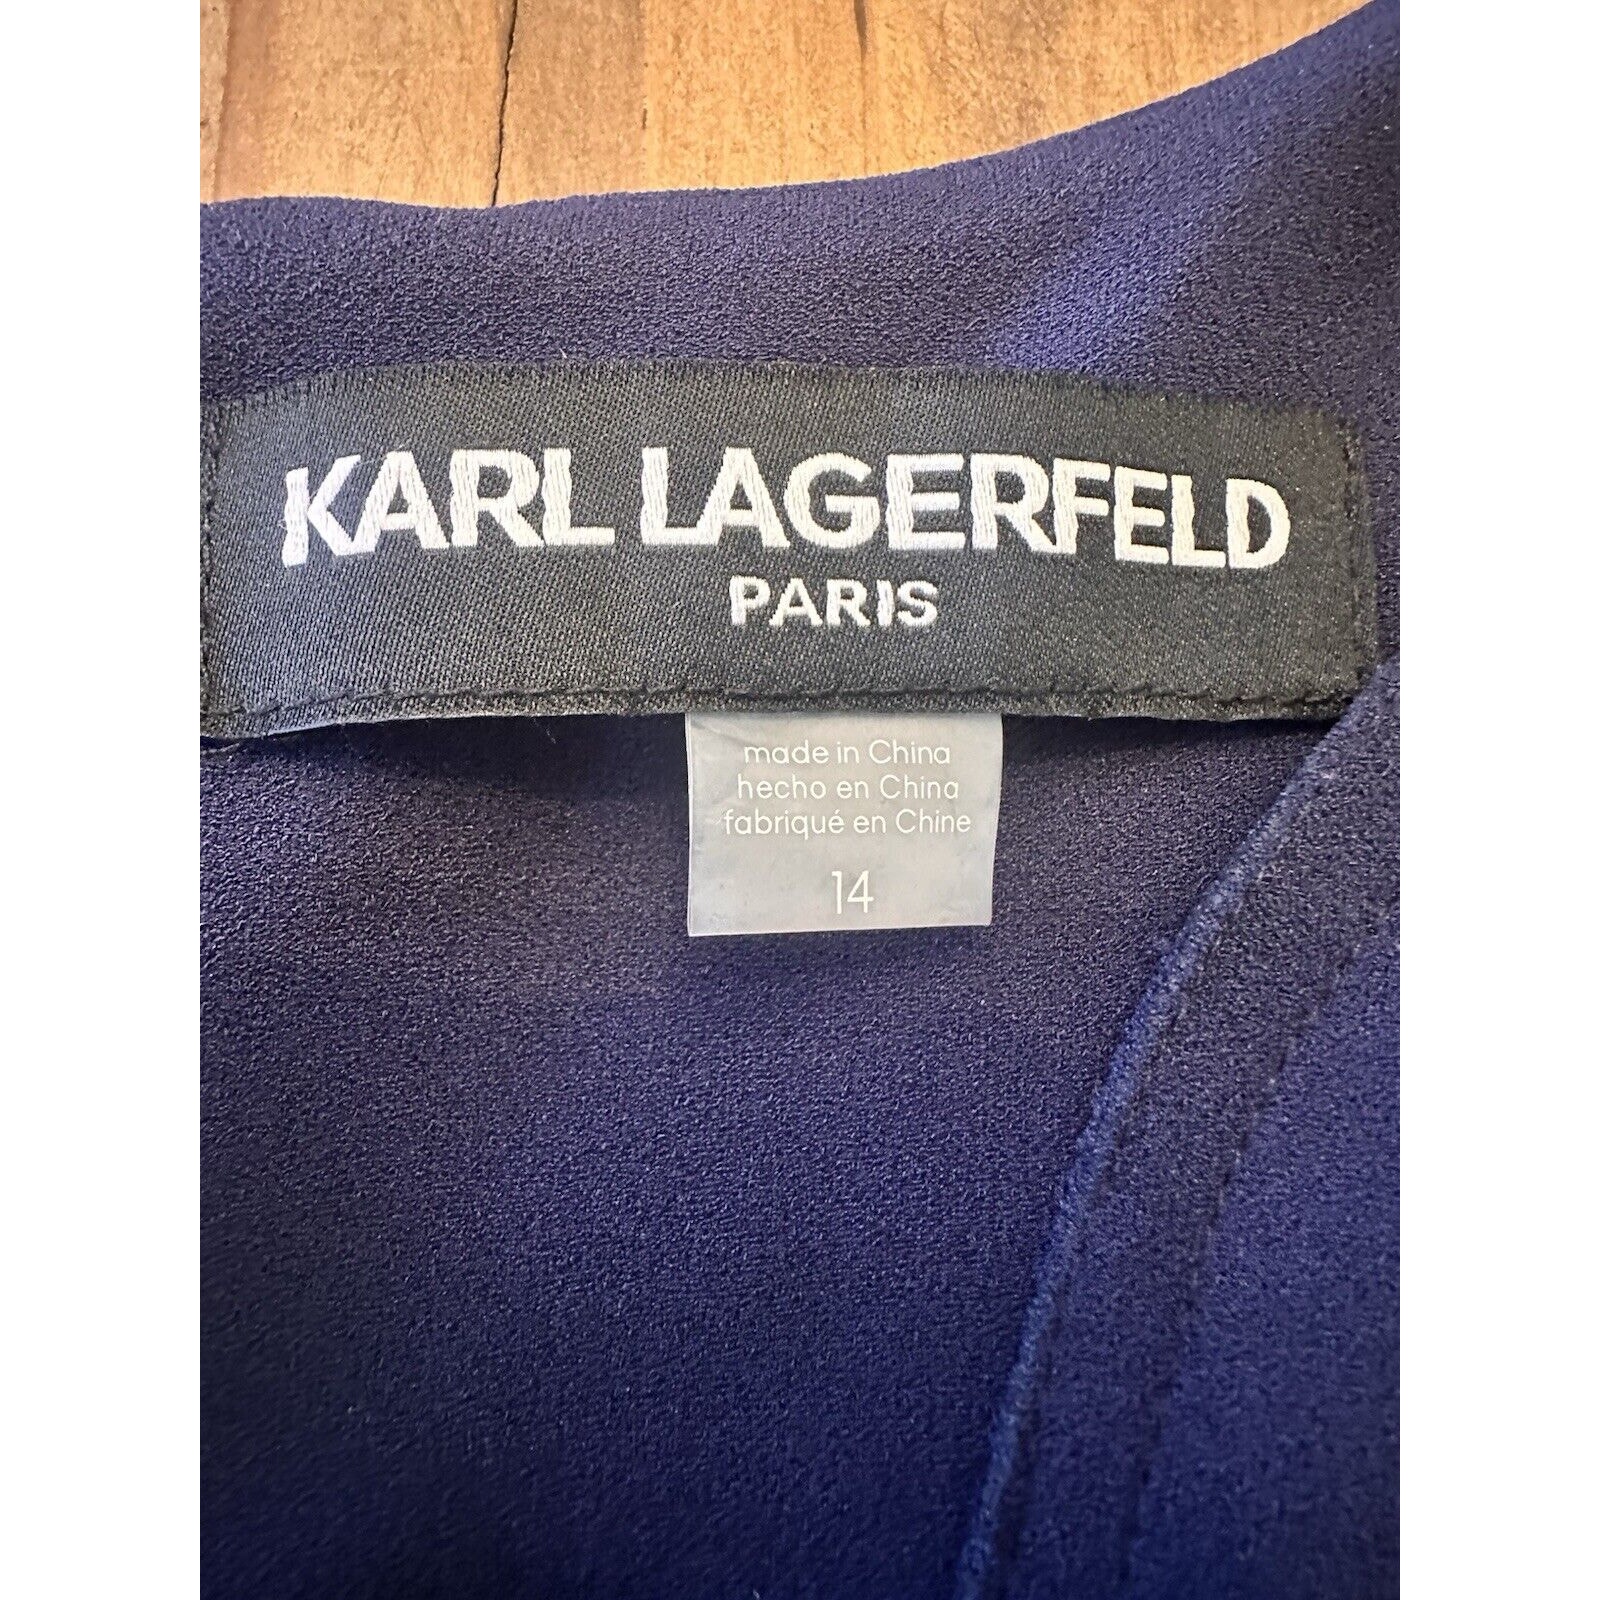 KARL LAGERFELD
PARIS
made in China
hecho en China
fabriqué en Chine
14